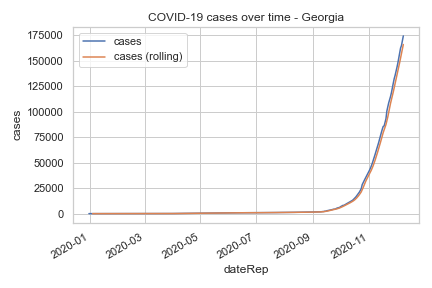 COVID-19 cases over time - Georgia
cases
cases (rolling)
175000
150000
125000
100000
75000
50000
25000
0
cases
2020-01
2020-03
2020-05
2020-07
2020-09
2020-11
dateRep